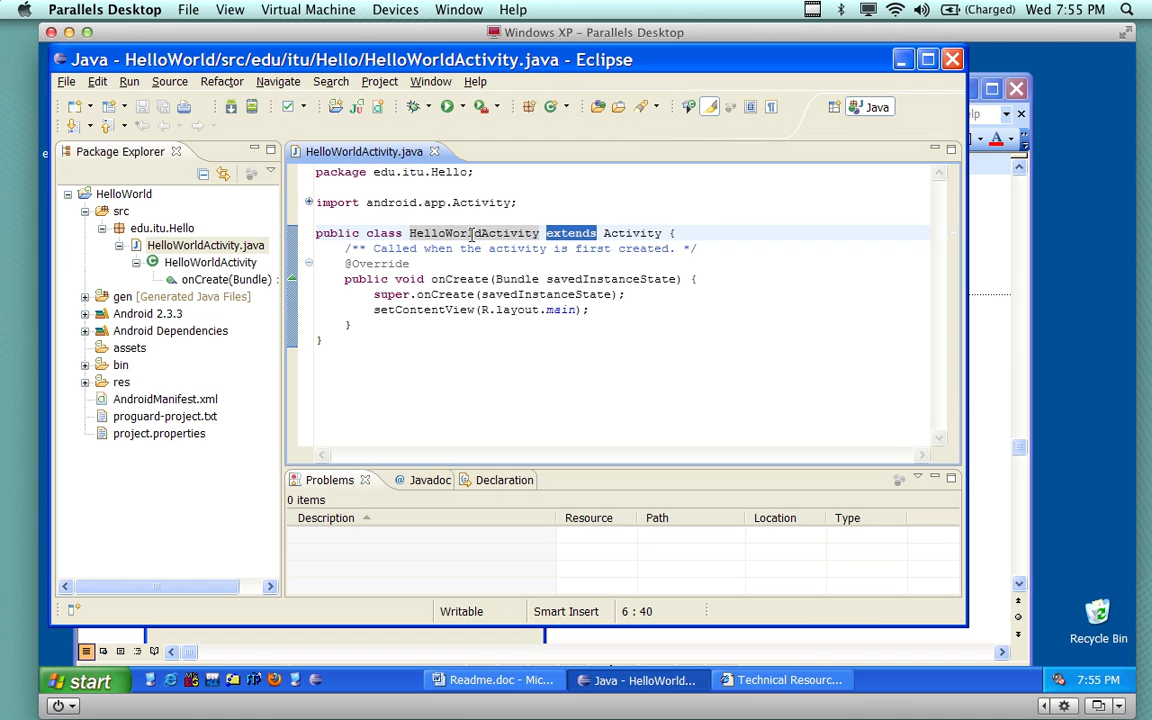 Parallels Desktop File View Virtual Machine Devices Window Help (Charged) Wed 7:55 PM
Windows XP – Parallels Desktop
Java - HelloWorld/src/edu/itu/Hello/HelloWorldActivity.java - Eclipse
File Edit Run Source Refactor Navigate Search Project Window Help
Java
Package Explorer
HelloWorld
src
edu.itu.Hello
HelloWorldActivity.java
HelloWorldActivity
onCreate(Bundle) :
gen [Generated Java Files]
Android 2.3.3
Android Dependencies
assets
bin
res
AndroidManifest.xml
proguard-project.txt
project.properties
HelloWorldActivity.java
package edu.itu.Hello;
import android.app.Activity;
public class HelloWorldActivity extends Activity {
/** Called when the activity is first created. */
@Override
public void onCreate(Bundle savedInstanceState) {
super.onCreate(savedInstanceState);
setContentView(R.layout.main);
}
}
Problems @ Javadoc Declaration
0 items
Description Resource Path Location Type
Writable Smart Insert 6 : 40
elp
A
Recycle Bin
start Readme.doc - Mic... Java - HelloWorld... Technical Resourc... 7:55 PM